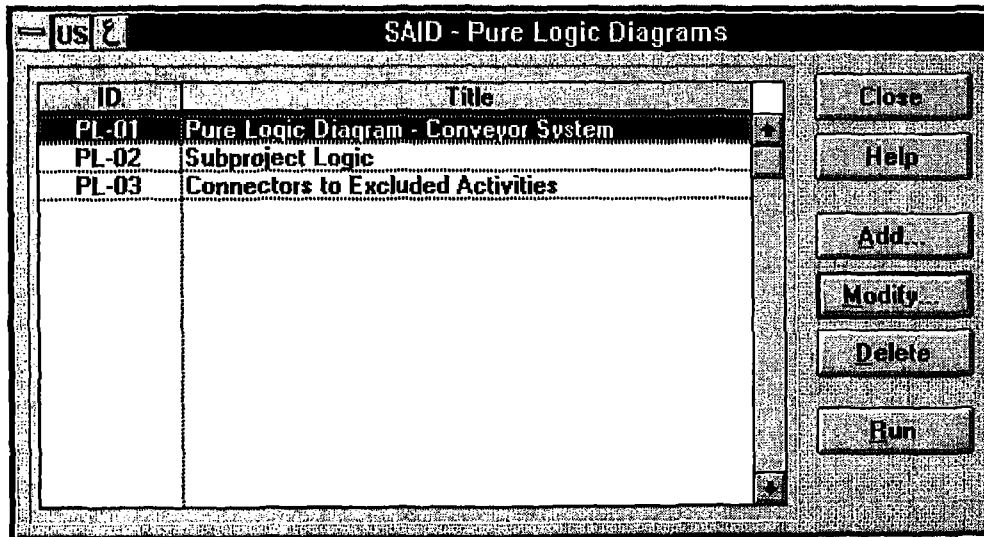 US
SAID - Pure Logic Diagrams
ID Title
PL-01 Pure Logic Diagram - Conveyor System
PL-02 Subproject Logic
PL-03 Connectors to Excluded Activities
Close
Help
Add...
Modify...
Delete
Run